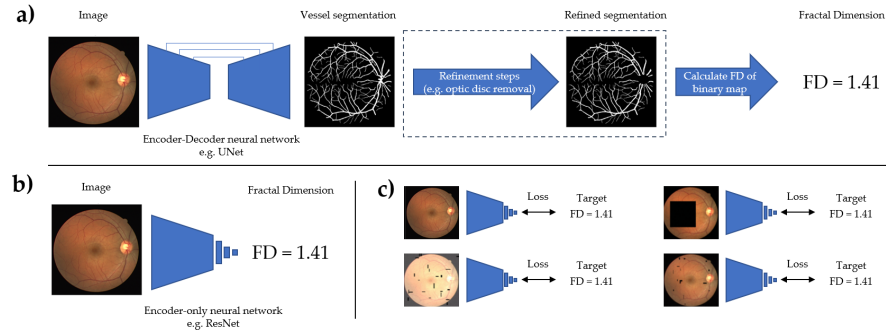 a)
Image
Vessel segmentation
Refined segmentation
Fractal Dimension
Refinement steps
(e.g. optic disc removal)
Calculate FD of
binary map
FD = 1.41
Encoder-Decoder neural network
e.g. UNet
b)
Image
Fractal Dimension
FD = 1.41
Encoder-only neural network
e.g. ResNet
c)
Loss
Target
FD = 1.41
Loss
Target
FD = 1.41
Loss
Target
FD = 1.41
Loss
Target
FD = 1.41